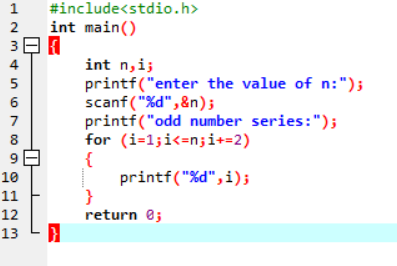 1 #include<stdio.h>
2 int main()
3 {
4 int n,i;
5 printf("enter the value of n:");
6 scanf("%d",&n);
7 printf("odd number series:");
8 for (i=1;i<=n;i+=2)
9 {
10 printf("%d",i);
11 }
12 return 0;
13 }